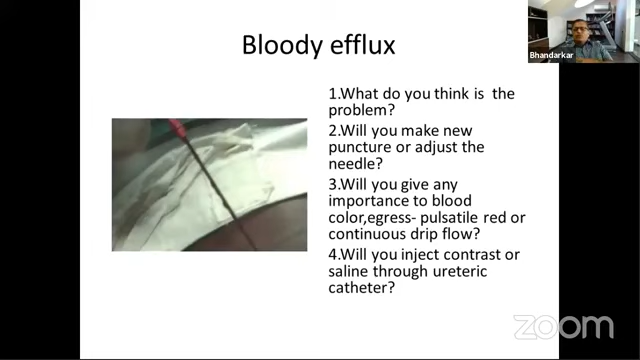 Bloody efflux
Bhandarkar
1.What do you think is the
problem?
2.Will you make new
puncture or adjust the
needle?
3.Will you give any
importance to blood
color,egress- pulsatile red or
continuous drip flow?
4.Will you inject contrast or
saline through ureteric
catheter?
zoom